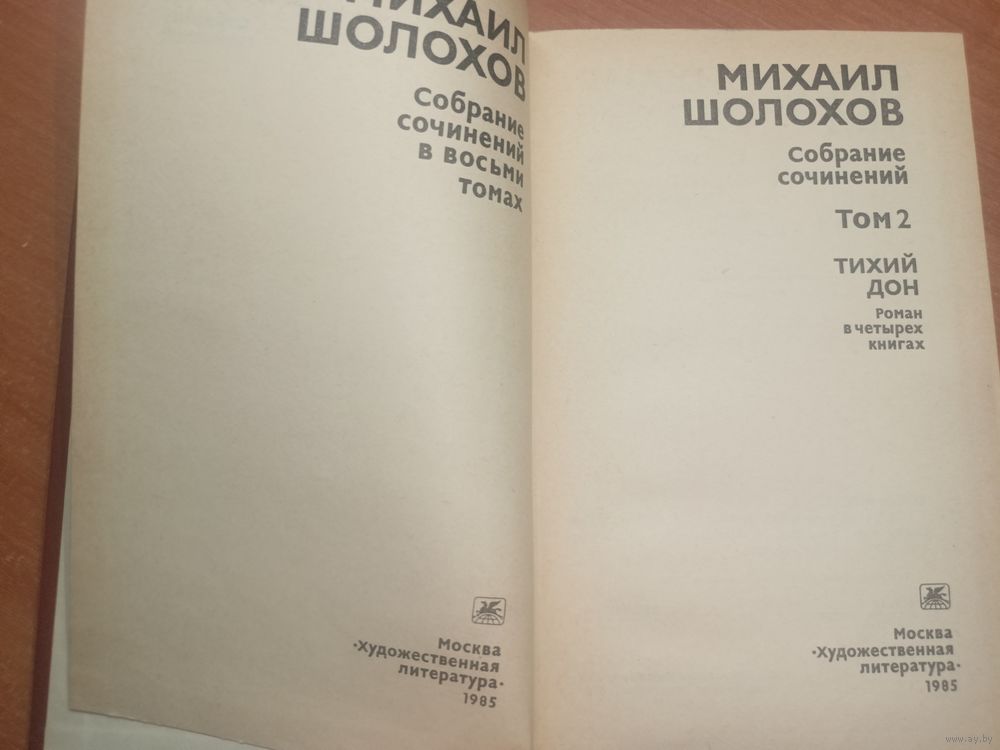 МИХАИЛ
ШОЛОХОВ
Собрание
сочинений
в восьми
томах
Москва
«Художественная
литература»
1985
МИХАИЛ
ШОЛОХОВ
Собрание
сочинений
Том 2
ТИХИЙ
ДОН
Роман
в четырех
книгах
Москва
«Художественная
литература»
1985
www.ay.by